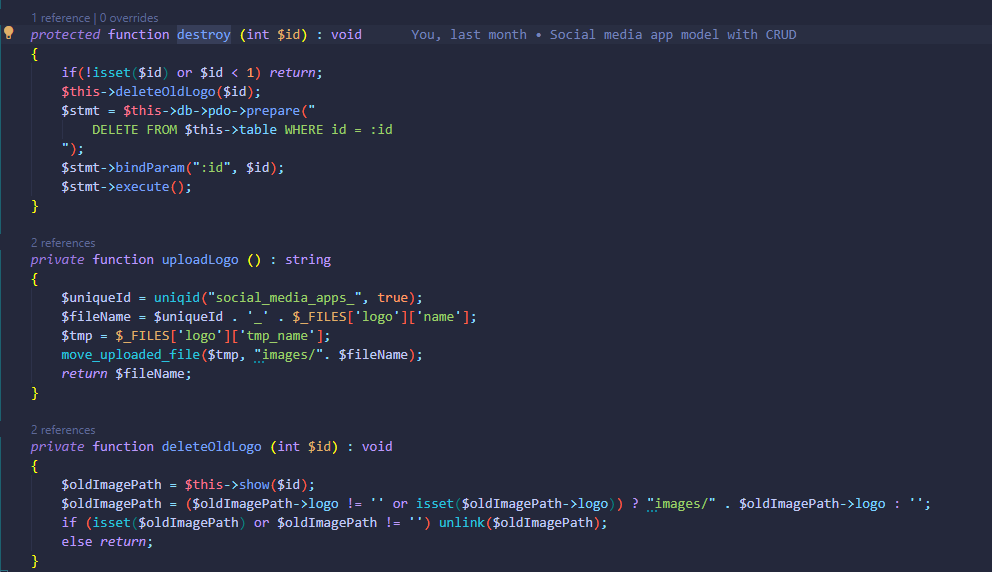 1 reference | 0 overrides
protected function destroy (int $id) : void You, last month • Social media app model with CRUD
{
if(!isset($id) or $id < 1) return;
$this->deleteOldLogo($id);
$stmt = $this->db->pdo->prepare("
DELETE FROM $this->table WHERE id = :id
");
$stmt->bindParam(":id", $id);
$stmt->execute();
}
2 references
private function uploadLogo () : string
{
$uniqueId = uniqid("social_media_apps_", true);
$fileName = $uniqueId . '_' . $_FILES['logo']['name'];
$tmp = $_FILES['logo']['tmp_name'];
move_uploaded_file($tmp, "images/". $fileName);
return $fileName;
}
2 references
private function deleteOldLogo (int $id) : void
{
$oldImagePath = $this->show($id);
$oldImagePath = ($oldImagePath->logo != '' or isset($oldImagePath->logo)) ? "images/" . $oldImagePath->logo : '';
if (isset($oldImagePath) or $oldImagePath != '') unlink($oldImagePath);
else return;
}